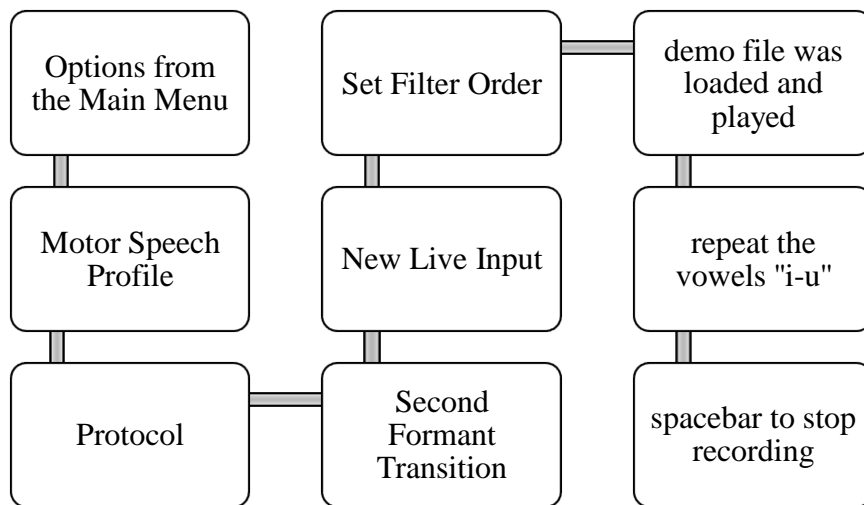 Options from
the Main Menu
Motor Speech
Profile
Protocol
Second
Formant
Transition
New Live Input
Set Filter Order
demo file was
loaded and
played
repeat the
vowels "i-u"
spacebar to stop
recording